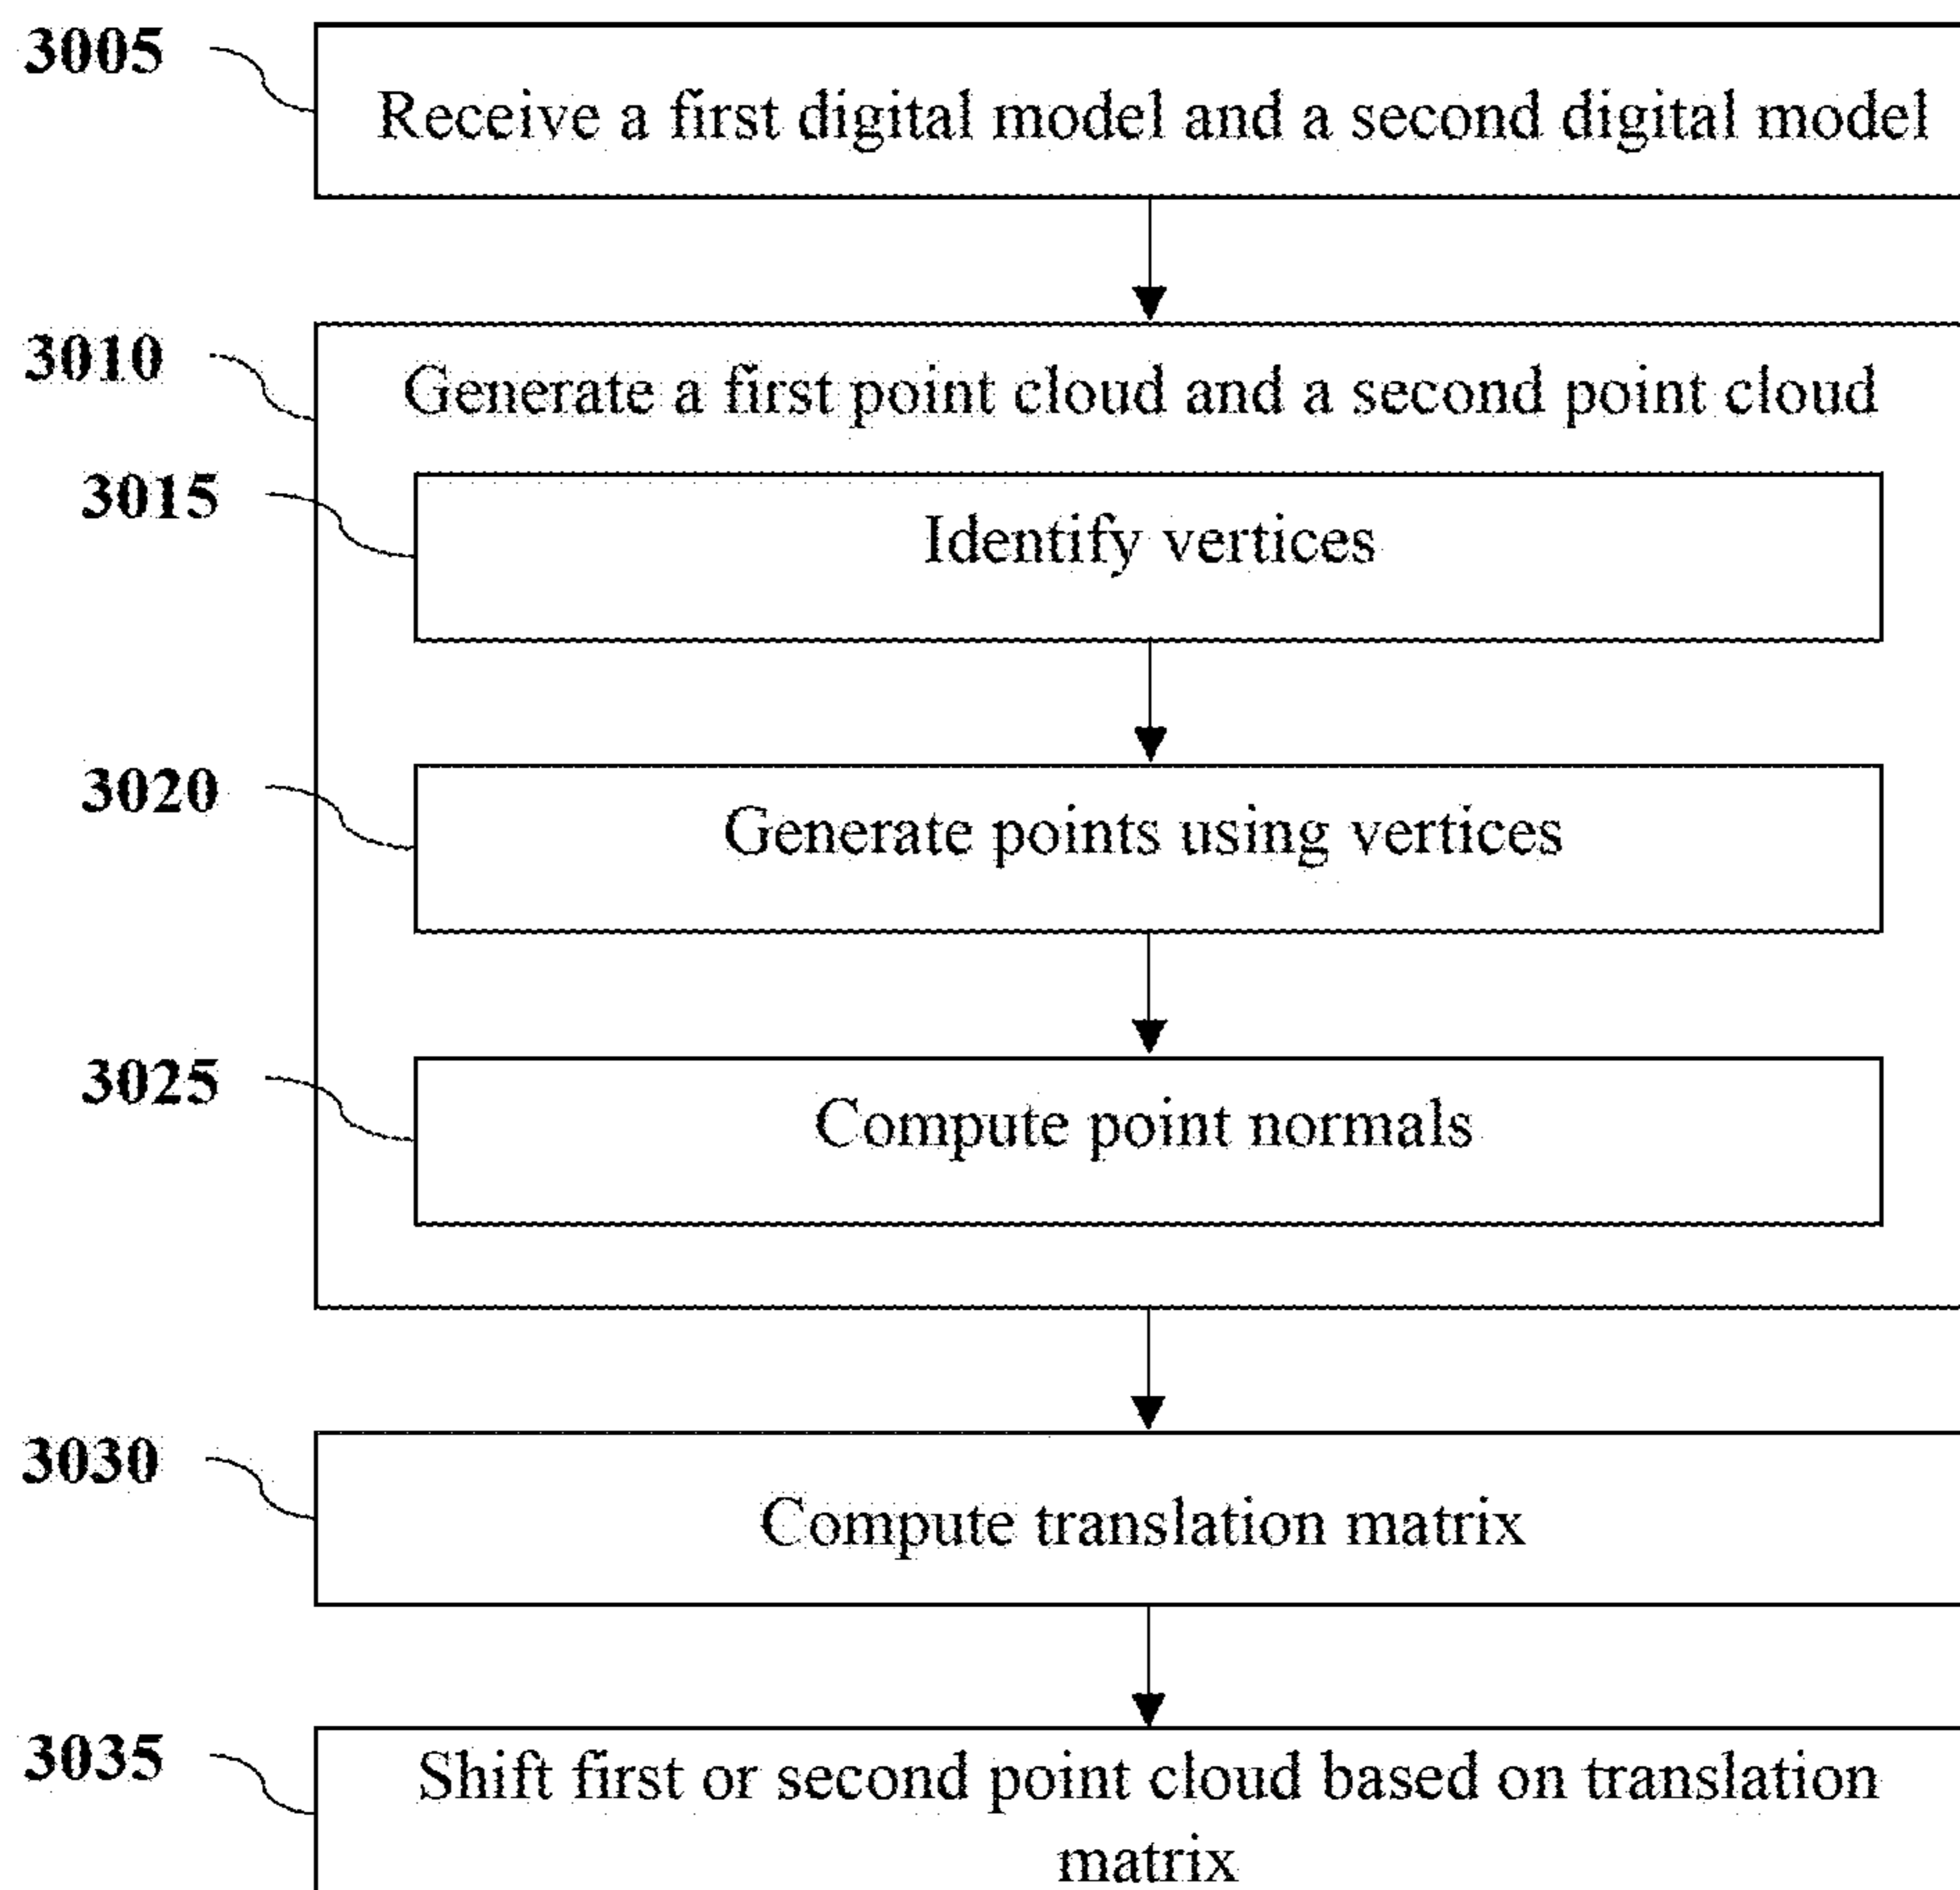 3005
Receive a first digital model and a second digital model
3010
Generate a first point cloud and a second point cloud
3015
Identify vertices
3020
Generate points using vertices
3025
Compute point normals
3030
Compute translation matrix
3035
Shift first or second point cloud based on translation
matrix